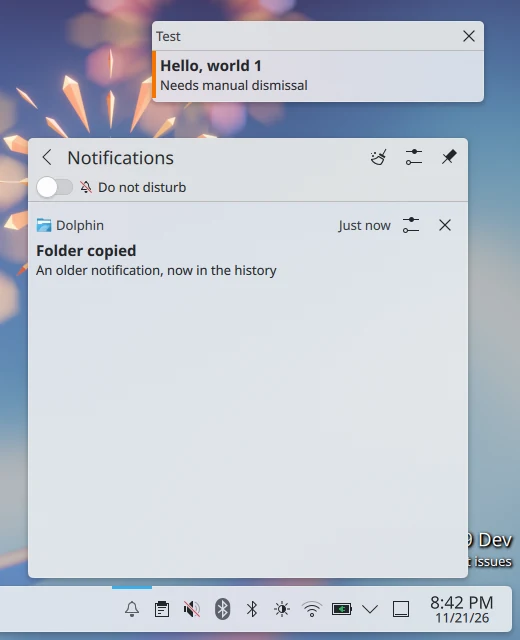 Test
Hello, world 1
Needs manual dismissal
Notifications
Do not disturb
Dolphin
Just now
Folder copied
An older notification, now in the history
Dev
issues
8:42 PM
11/21/26